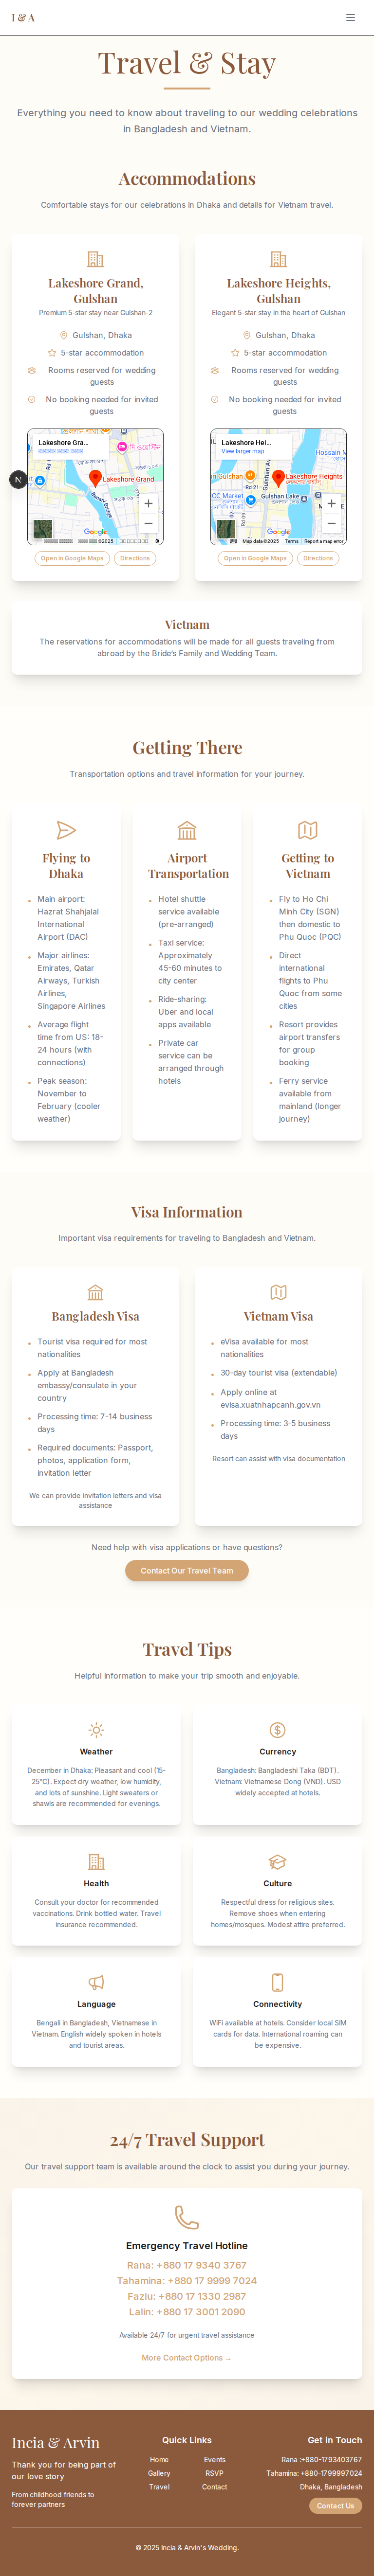 I & A
Travel & Stay
Everything you need to know about traveling to our wedding celebrations
in Bangladesh and Vietnam.
Accommodations
Comfortable stays for our celebrations in Dhaka and details for Vietnam travel.
Lakeshore Grand,
Gulshan
Premium 5-star stay near Gulshan-2
Gulshan, Dhaka
5-star accommodation
Rooms reserved for wedding
guests
No booking needed for invited
guests
Lakeshore Gra...
Lakeshore Grand
Google
©2025
Open in Google Maps
Directions
Lakeshore Heights,
Gulshan
Elegant 5-star stay in the heart of Gulshan
Gulshan, Dhaka
5-star accommodation
Rooms reserved for wedding
guests
No booking needed for invited
guests
Lakeshore Hei...
View larger map
Rd 21
Lakeshore Heights
ICC Market
Gulshan Lake
Google
Map data ©2025
Terms
Report a map error
Open in Google Maps
Directions
N
Vietnam
The reservations for accommodations will be made for all guests traveling from
abroad by the Bride's Family and Wedding Team.
Getting There
Transportation options and travel information for your journey.
Flying to
Dhaka
Main airport:
Hazrat Shahjalal
International
Airport (DAC)
Major airlines:
Emirates, Qatar
Airways, Turkish
Airlines,
Singapore Airlines
Average flight
time from US: 18-
24 hours (with
connections)
Peak season:
November to
February (cooler
weather)
Airport
Transportation
Hotel shuttle
service available
(pre-arranged)
Taxi service:
Approximately
45-60 minutes to
city center
Ride-sharing:
Uber and local
apps available
Private car
service can be
arranged through
hotels
Getting to
Vietnam
Fly to Ho Chi
Minh City (SGN)
then domestic to
Phu Quoc (PQC)
Direct
international
flights to Phu
Quoc from some
cities
Resort provides
airport transfers
for group
booking
Ferry service
available from
mainland (longer
journey)
Visa Information
Important visa requirements for traveling to Bangladesh and Vietnam.
Bangladesh Visa
Tourist visa required for most
nationalities
Apply at Bangladesh
embassy/consulate in your
country
Processing time: 7-14 business
days
Required documents: Passport,
photos, application form,
invitation letter
We can provide invitation letters and visa
assistance
Vietnam Visa
eVisa available for most
nationalities
30-day tourist visa (extendable)
Apply online at
evisa.xuatnhapcanh.gov.vn
Processing time: 3-5 business
days
Resort can assist with visa documentation
Need help with visa applications or have questions?
Contact Our Travel Team
Travel Tips
Helpful information to make your trip smooth and enjoyable.
Weather
December in Dhaka: Pleasant and cool (15-
25°C). Expect dry weather, low humidity,
and lots of sunshine. Light sweaters or
shawls are recommended for evenings.
Currency
Bangladesh: Bangladeshi Taka (BDT).
Vietnam: Vietnamese Dong (VND). USD
widely accepted at hotels.
Health
Consult your doctor for recommended
vaccinations. Drink bottled water. Travel
insurance recommended.
Culture
Respectful dress for religious sites.
Remove shoes when entering
homes/mosques. Modest attire preferred.
Language
Bengali in Bangladesh, Vietnamese in
Vietnam. English widely spoken in hotels
and tourist areas.
Connectivity
WiFi available at hotels. Consider local SIM
cards for data. International roaming can
be expensive.
24/7 Travel Support
Our travel support team is available around the clock to assist you during your journey.
Emergency Travel Hotline
Rana: +880 17 9340 3767
Tahamina: +880 17 9999 7024
Fazlu: +880 17 1330 2987
Lalin: +880 17 3001 2090
Available 24/7 for urgent travel assistance
More Contact Options →
Incia & Arvin
Thank you for being part of
our love story
From childhood friends to
forever partners
Quick Links
Home
Events
Gallery
RSVP
Travel
Contact
Get in Touch
Rana :+880-1793403767
Tahamina: +880-1799997024
Dhaka, Bangladesh
Contact Us
© 2025 Incia & Arvin's Wedding.